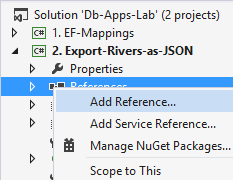 Solution 'Db-Apps-Lab' (2 projects)
C# 1. EF-Mappings
C# 2. Export-Rivers-as-JSON
Properties
References
Add Reference...
Add Service Reference...
Manage NuGet Packages...
Scope to This